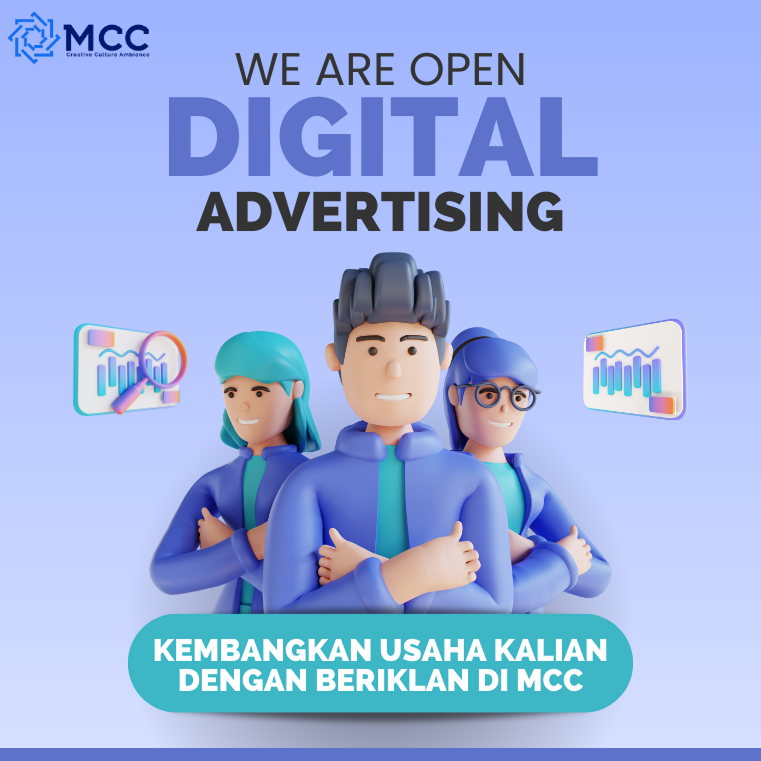 MCC
Creative Culture Ambience
WE ARE OPEN
DIGITAL
ADVERTISING
KEMBANGKAN USAHA KALIAN
DENGAN BERIKLAN DI MCC